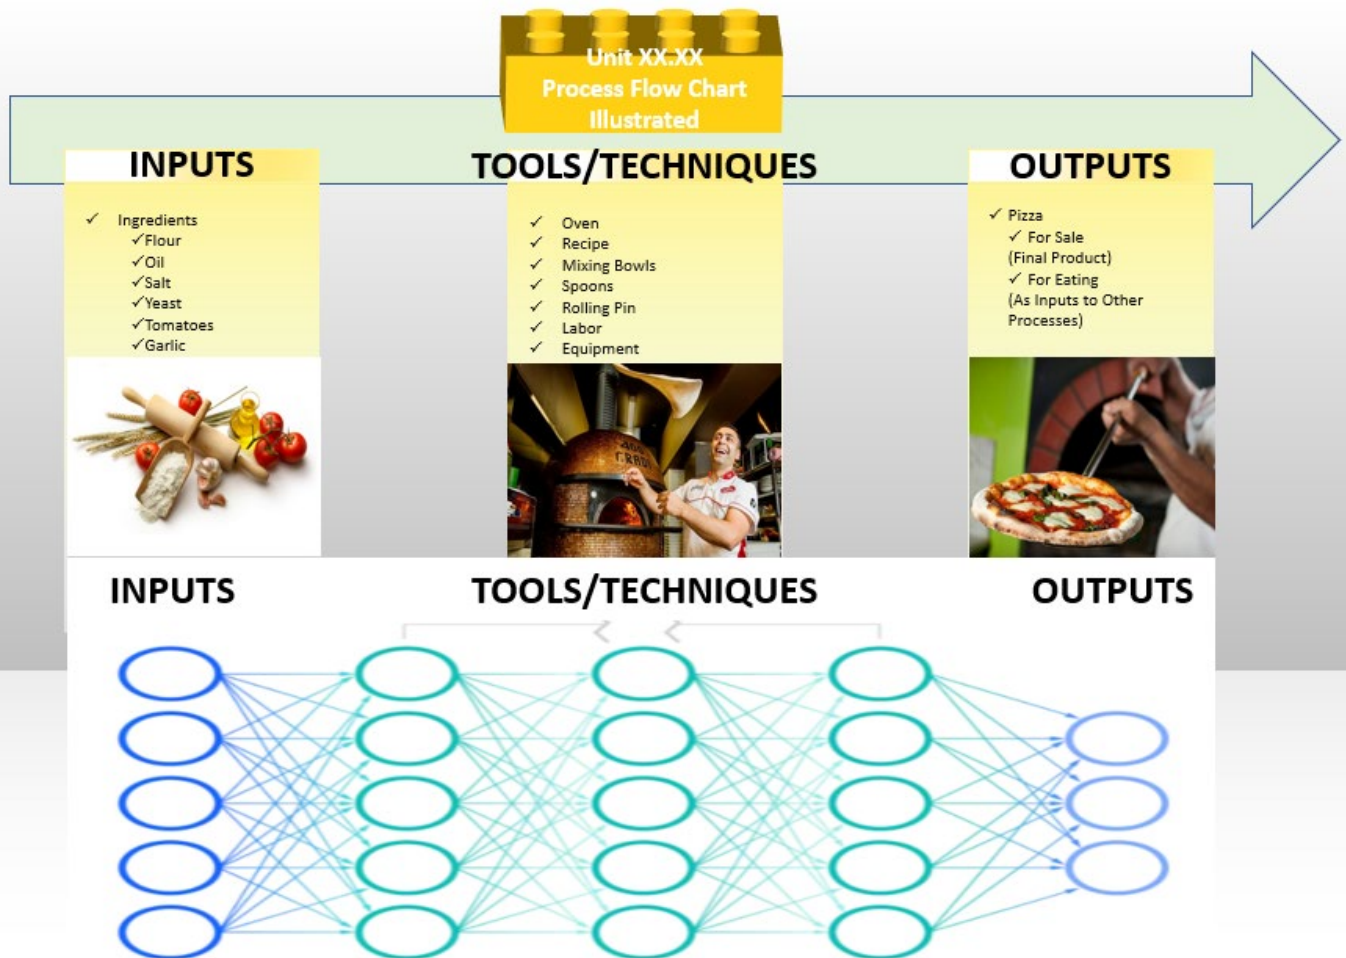 Unit XX.XX
Process Flow Chart
Illustrated
INPUTS
✓ Ingredients
✓Flour
✓Oil
✓Salt
✓Yeast
✓Tomatoes
✓Garlic
TOOLS/TECHNIQUES
✓ Oven
✓ Recipe
✓ Mixing Bowls
✓ Spoons
✓ Rolling Pin
✓ Labor
✓ Equipment
OUTPUTS
✓ Pizza
✓ For Sale
(Final Product)
✓ For Eating
(As Inputs to Other
Processes)
INPUTS
TOOLS/TECHNIQUES
OUTPUTS